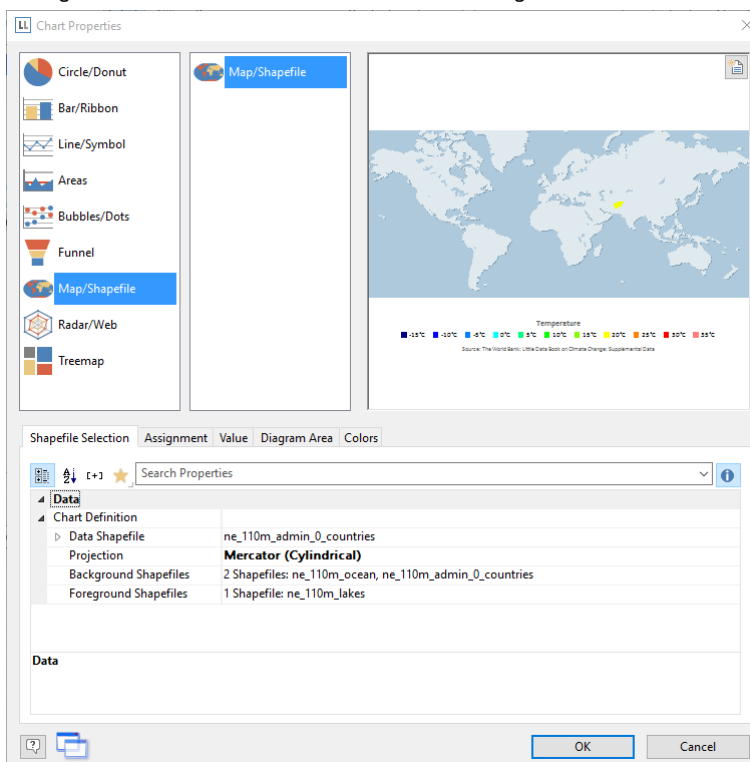 LL Chart Properties
Circle/Donut
Bar/Ribbon
Line/Symbol
Areas
Bubbles/Dots
Funnel
Map/Shapefile
Radar/Web
Treemap
Map/Shapefile
Temperature
-15°C -10°C -5°C 0°C 5°C 10°C 15°C 20°C 25°C 30°C 35°C
Source: The World Bank: Little Data Book on Climate Change: Supplemental Data
Shapefile Selection Assignment Value Diagram Area Colors
Search Properties
Data
Chart Definition
Data Shapefile ne_110m_admin_0_countries
Projection Mercator (Cylindrical)
Background Shapefiles 2 Shapefiles: ne_110m_ocean, ne_110m_admin_0_countries
Foreground Shapefiles 1 Shapefile: ne_110m_lakes
Data
OK Cancel